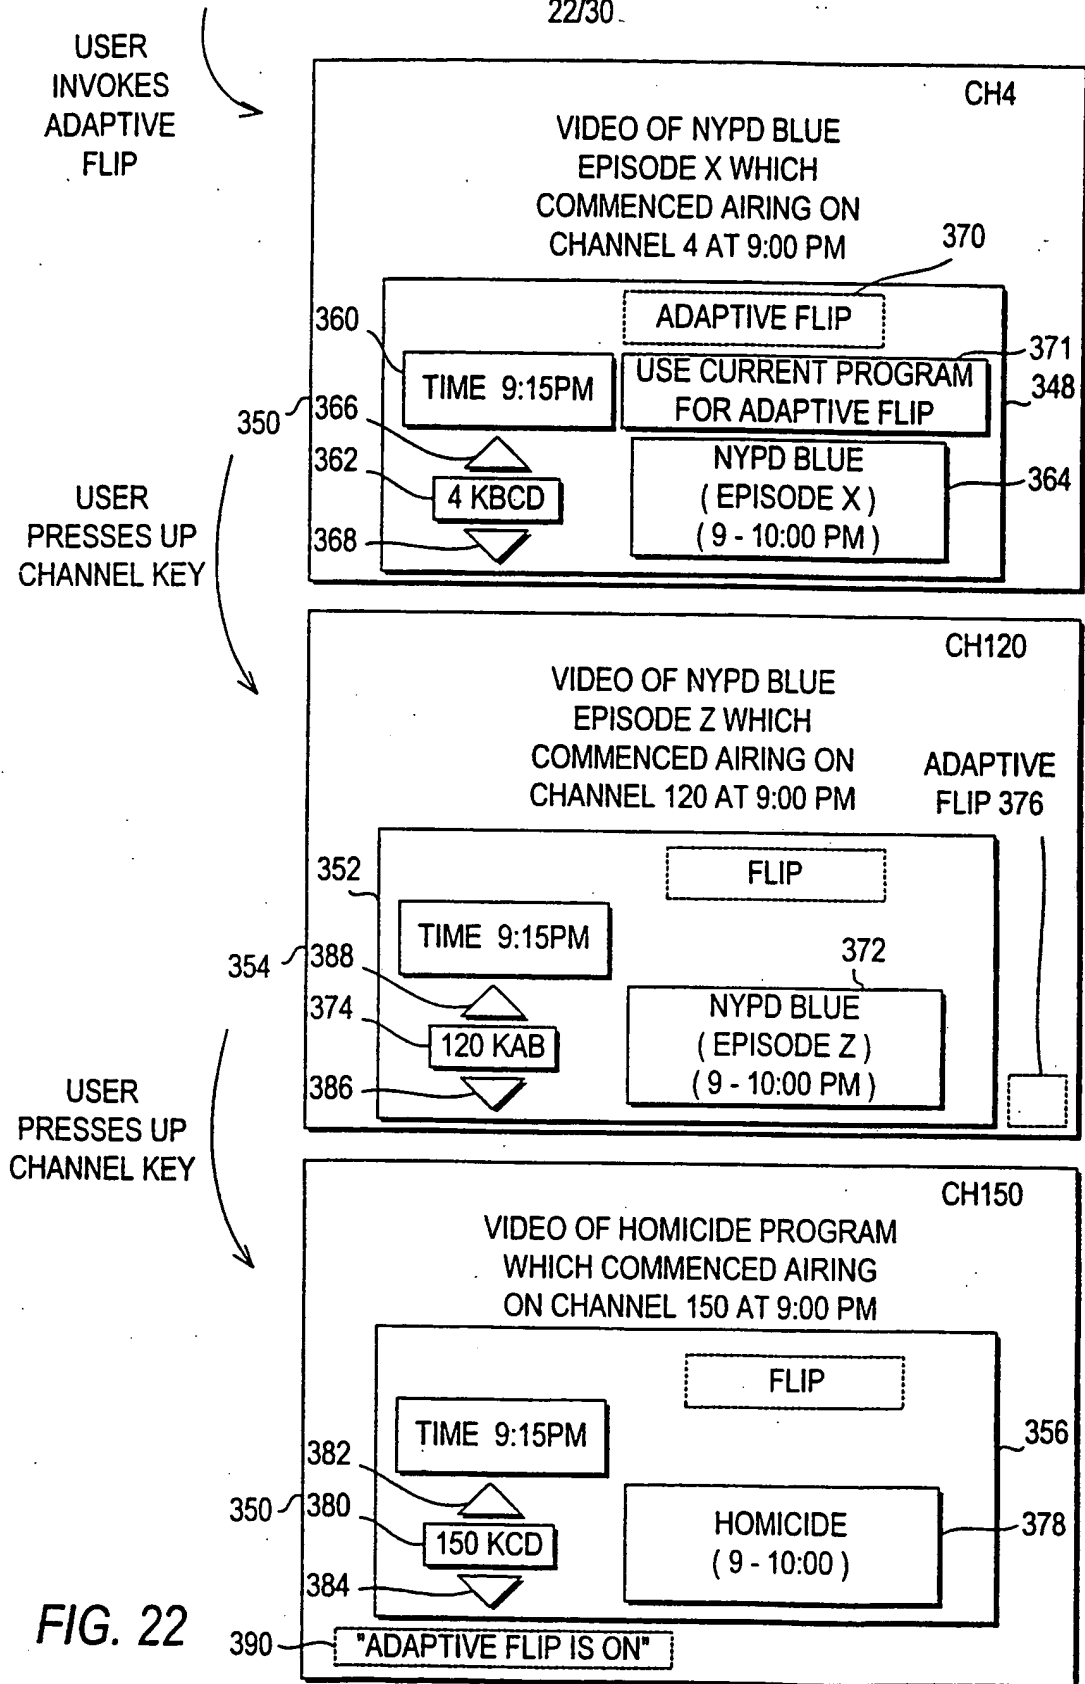 22/30
USER
INVOKES
ADAPTIVE
FLIP
CH4
VIDEO OF NYPD BLUE
EPISODE X WHICH
COMMENCED AIRING ON
CHANNEL 4 AT 9:00 PM
370
ADAPTIVE FLIP
360
371
TIME 9:15PM
USE CURRENT PROGRAM
FOR ADAPTIVE FLIP
348
350
366
362
4 KBCD
NYPD BLUE
( EPISODE X )
( 9 - 10:00 PM )
364
368
USER
PRESSES UP
CHANNEL KEY
CH120
VIDEO OF NYPD BLUE
EPISODE Z WHICH
COMMENCED AIRING ON
CHANNEL 120 AT 9:00 PM
ADAPTIVE
FLIP 376
352
FLIP
TIME 9:15PM
354
388
372
374
120 KAB
NYPD BLUE
( EPISODE Z )
( 9 - 10:00 PM )
386
USER
PRESSES UP
CHANNEL KEY
CH150
VIDEO OF HOMICIDE PROGRAM
WHICH COMMENCED AIRING
ON CHANNEL 150 AT 9:00 PM
FLIP
TIME 9:15PM
356
382
350
380
150 KCD
HOMICIDE
( 9 - 10:00 )
378
384
FIG. 22
390
"ADAPTIVE FLIP IS ON"